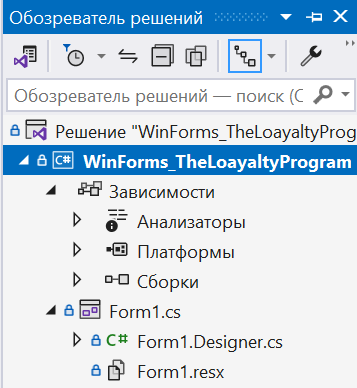 Обозреватель решений
Обозреватель решений — поиск (C
Решение "WinForms_TheLoayaltyProg
C# WinForms_TheLoayaltyProgram
Зависимости
Анализаторы
Платформы
Сборки
Form1.cs
C# Form1.Designer.cs
Form1.resx